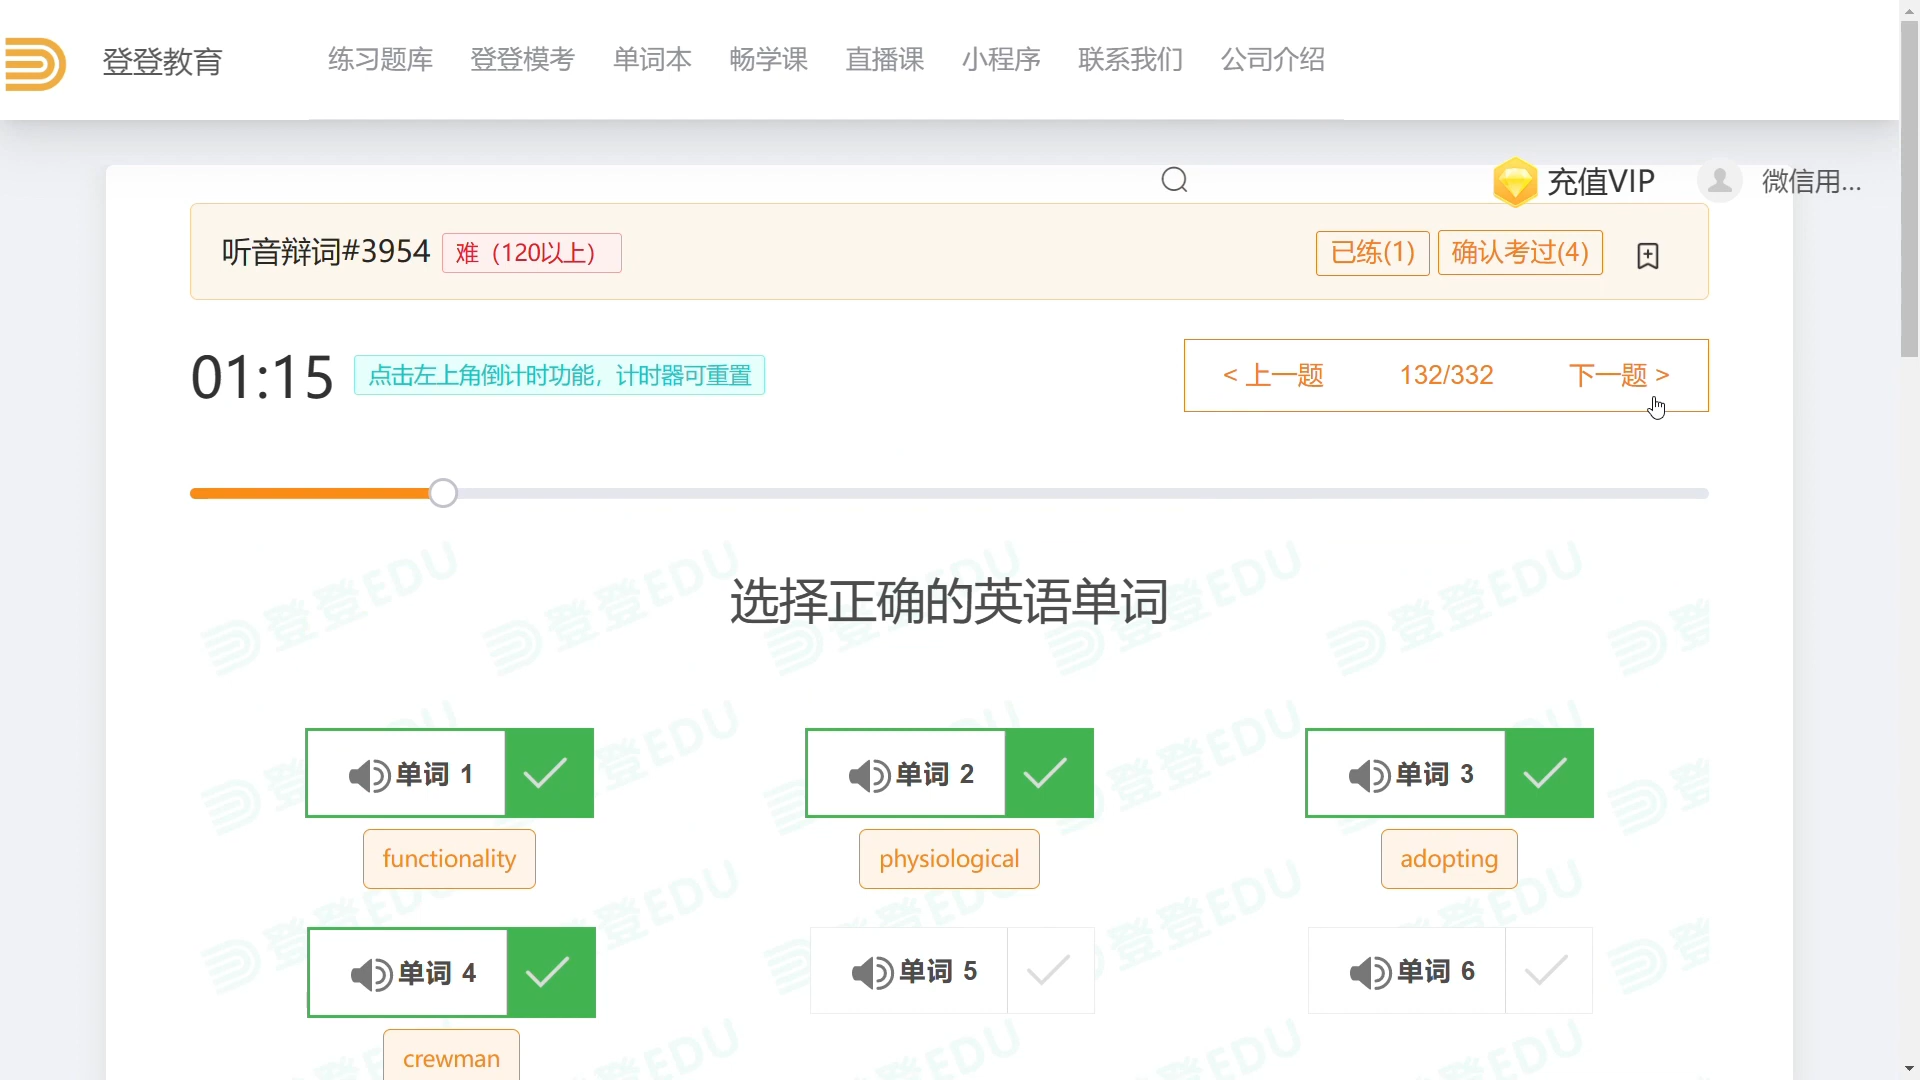 登登教育
练习题库 登登模考 单词本 畅学课 直播课 小程序 联系我们 公司介绍
充值VIP 微信用...
听音辩词#3954 难（120以上） 已练(1) 确认考过(4)
01:15 点击左上角倒计时功能，计时器可重置 < 上一题 132/332 下一题 >
选择正确的英语单词
单词 1 单词 2 单词 3
functionality physiological adopting
单词 4 单词 5 单词 6
crewman
登登EDU